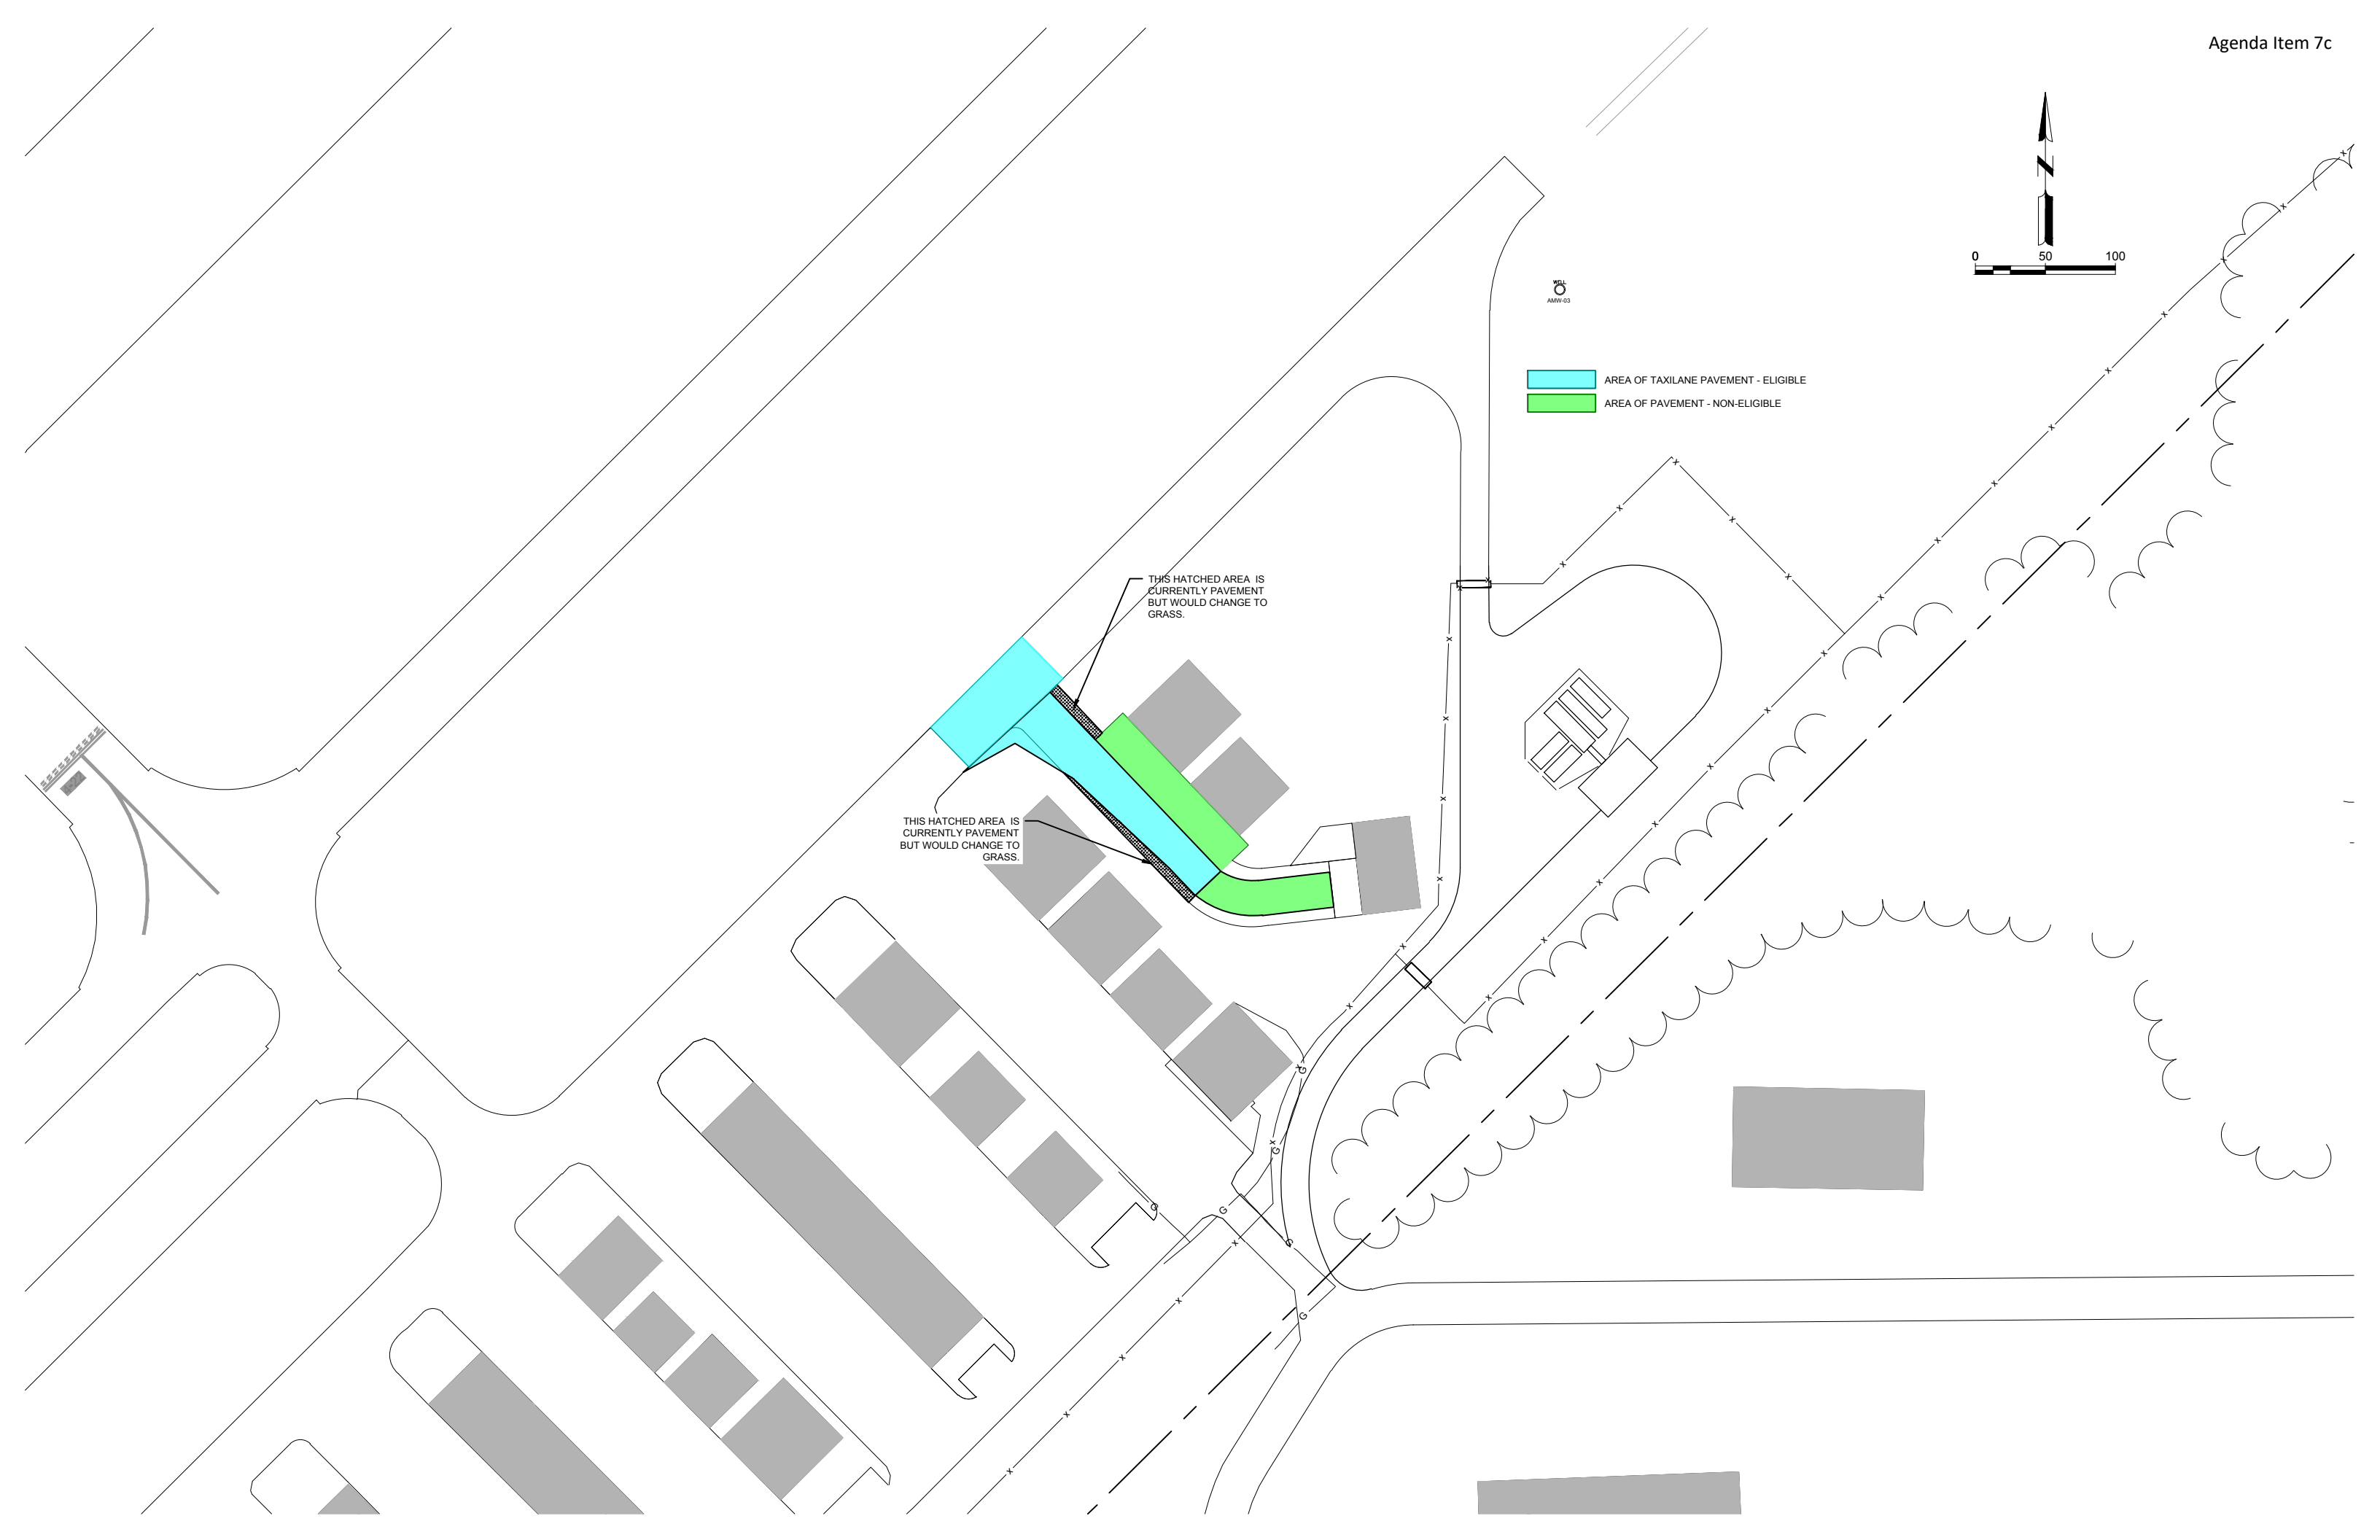 Agenda Item 7c
N
0 50 100
WELL
AMW-03
AREA OF TAXILANE PAVEMENT - ELIGIBLE
AREA OF PAVEMENT - NON-ELIGIBLE
THIS HATCHED AREA IS
CURRENTLY PAVEMENT
BUT WOULD CHANGE TO
GRASS.
THIS HATCHED AREA IS
CURRENTLY PAVEMENT
BUT WOULD CHANGE TO
GRASS.